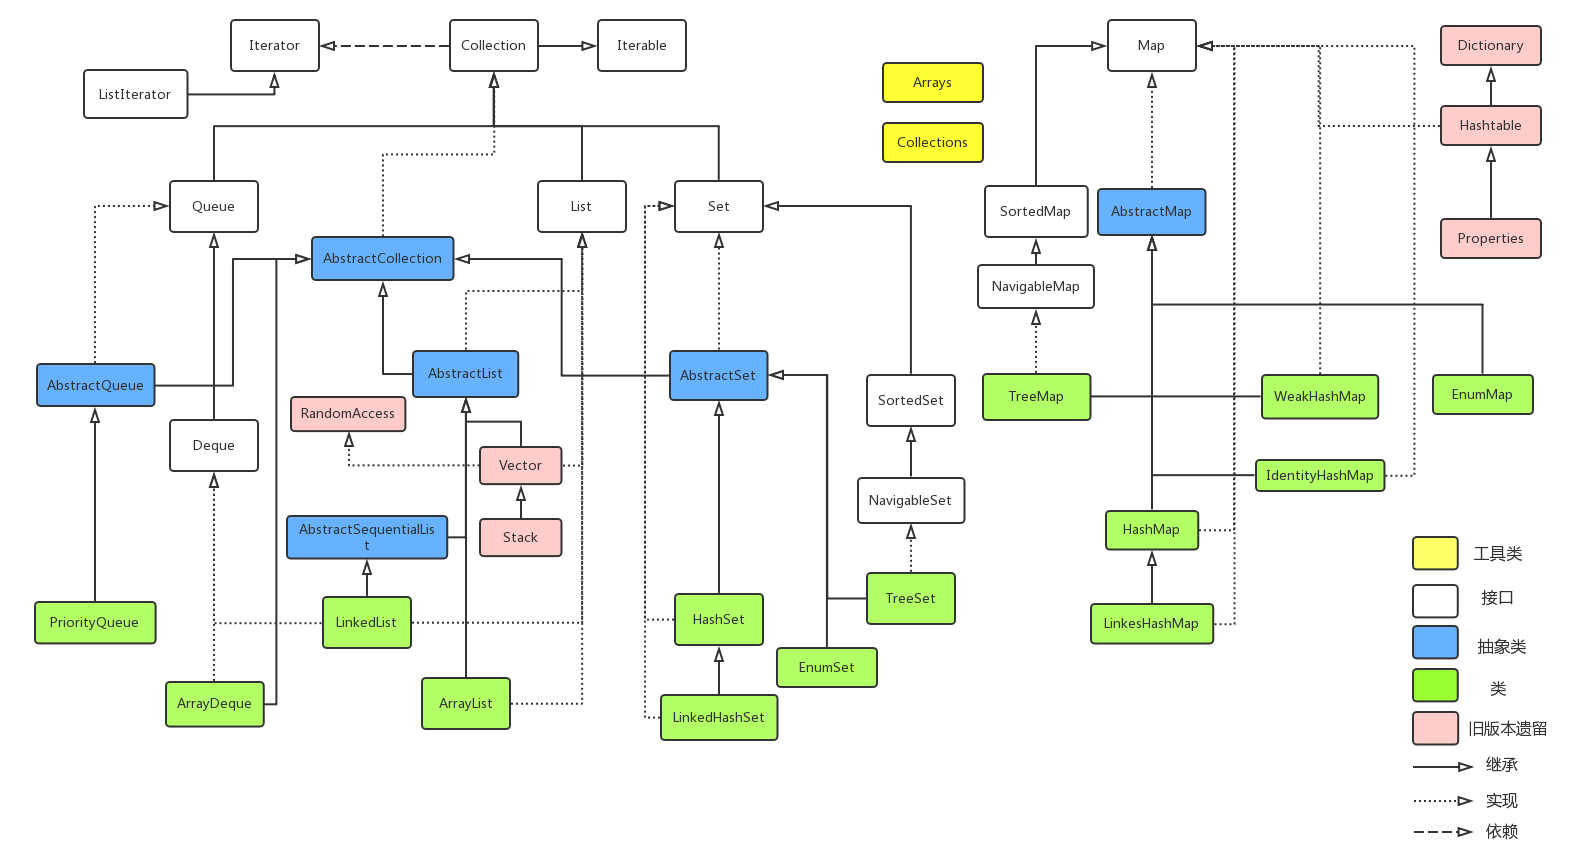 Iterator
Collection
Iterable
Map
Dictionary
ListIterator
Arrays
Hashtable
Collections
Queue
List
Set
SortedMap
AbstractMap
Properties
AbstractCollection
NavigableMap
AbstractQueue
AbstractList
AbstractSet
SortedSet
TreeMap
WeakHashMap
EnumMap
RandomAccess
Deque
Vector
IdentityHashMap
NavigableSet
AbstractSequentialLis
t
Stack
HashMap
PriorityQueue
LinkedList
HashSet
TreeSet
LinkesHashMap
EnumSet
ArrayDeque
ArrayList
LinkedHashSet
工具类
接口
抽象类
类
旧版本遗留
继承
实现
依赖